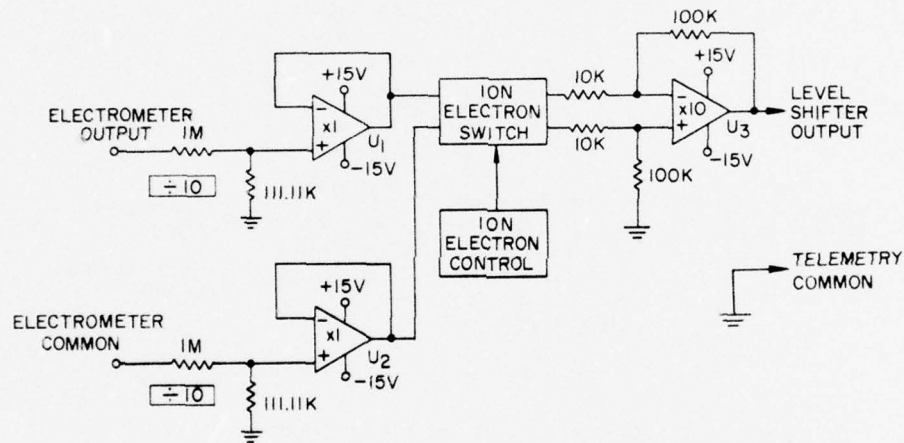 ELECTROMETER
OUTPUT
1M
÷10
111.11K
+15V
−
x1
+
U1
-15V
ION
ELECTRON
SWITCH
ION
ELECTRON
CONTROL
10K
10K
100K
+15V
−
x10
+
U3
-15V
100K
LEVEL
SHIFTER
OUTPUT
TELEMETRY
COMMON
ELECTROMETER
COMMON
1M
÷10
111.11K
+15V
−
x1
+
U2
-15V